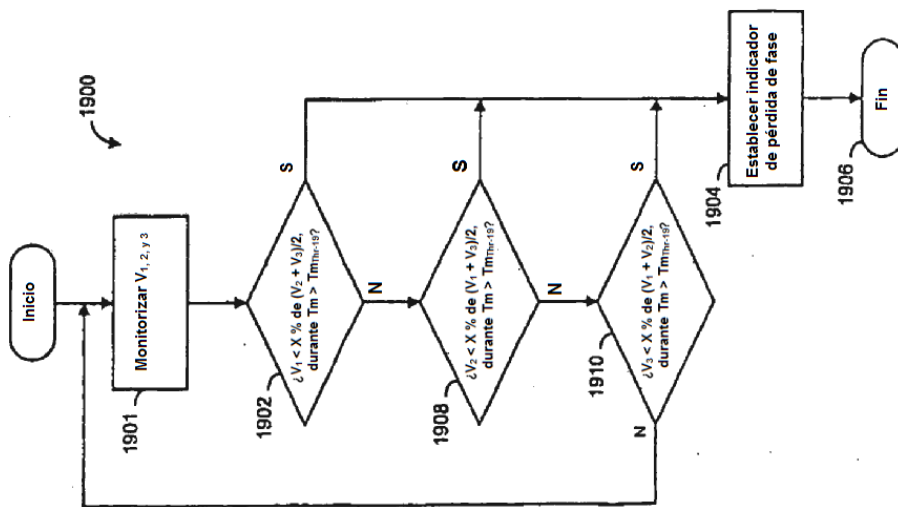 1900
Inicio
Monitorizar V1, 2, y 3
1901
¿V1 < X % de (V2 + V3)/2,
durante Tm > TmThr-19?
1902
S
N
¿V2 < X % de (V1 + V3)/2,
durante Tm > TmThr-19?
1908
S
N
¿V3 < X % de (V1 + V2)/2,
durante Tm > TmThr-19?
1910
S
N
Establecer indicador
de pérdida de fase
1904
Fin
1906